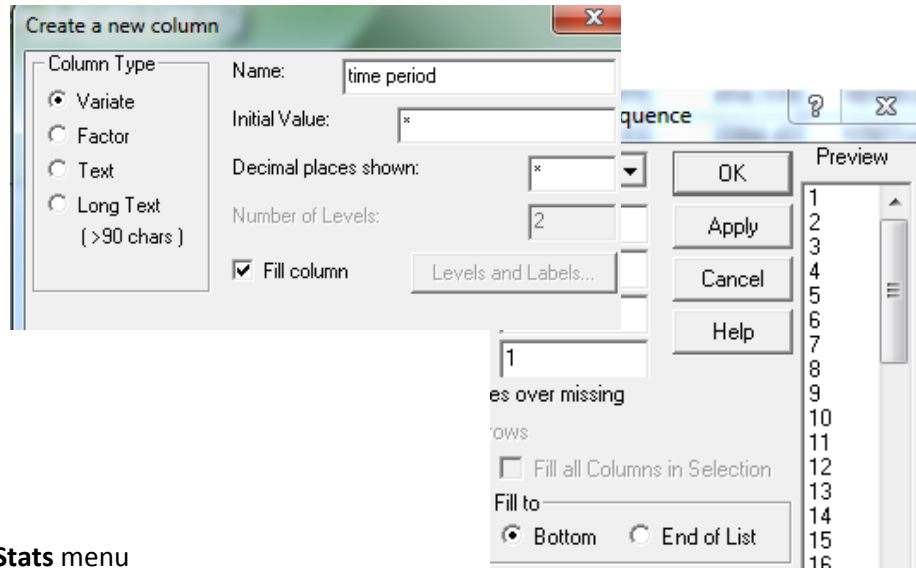 Create a new column
Column Type
Variate
Factor
Text
Long Text
( >90 chars )
Name: time period
Initial Value: *
Decimal places shown: *
Number of Levels: 2
Fill column Levels and Labels...
quence
OK
Apply
Cancel
Help
1
es over missing
rows
Fill all Columns in Selection
Fill to
Bottom End of List
Preview
1
2
3
4
5
6
7
8
9
10
11
12
13
14
15
16
Stats menu